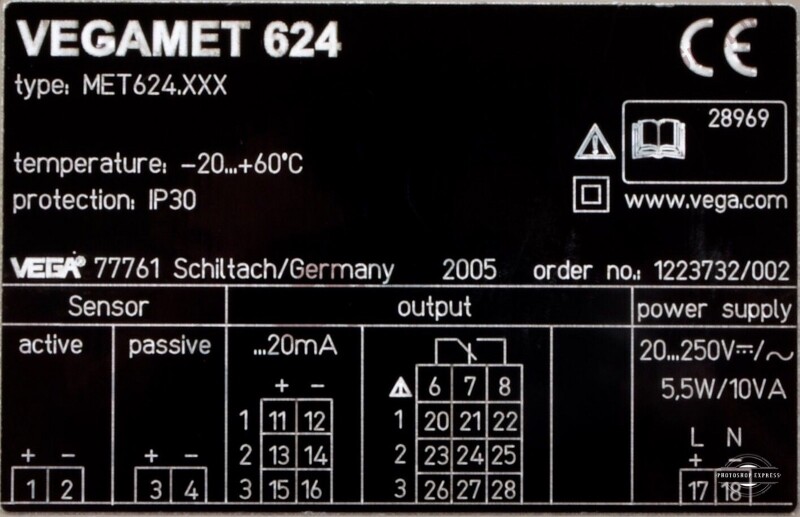 VEGAMET 624
CE
type: MET624.XXX
28969
temperature: -20...+60°C
protection: IP30
www.vega.com
VEGA® 77761 Schiltach/Germany 2005 order no.: 1223732/002
Sensor output power supply
active passive ...20mA 20...250V⎓/~
5,5W/10VA
+ - 6 7 8
1 11 12 1 20 21 22
L N
2 13 14 2 23 24 25
+ - + - + -
1 2 3 4 3 15 16 3 26 27 28 17 18
PHOTOSHOP EXPRESS